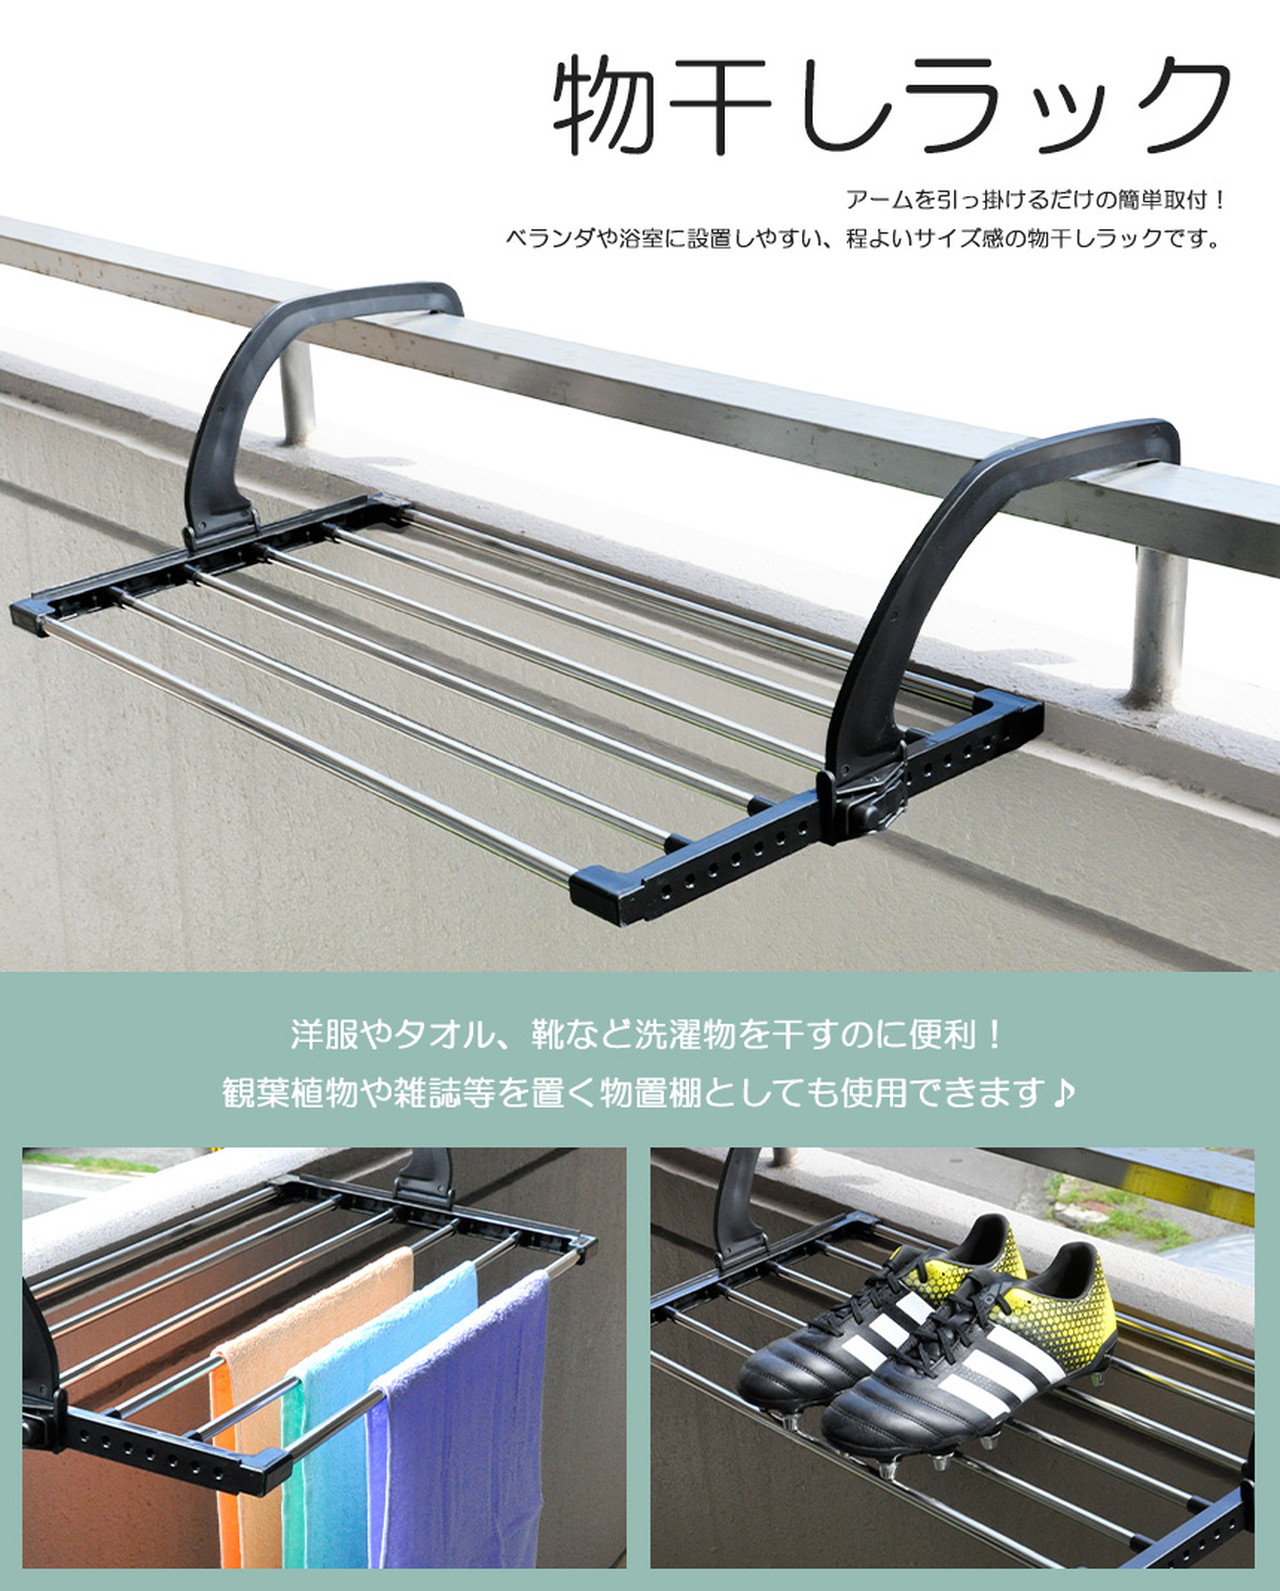 物干しラック
アームを引っ掛けるだけの簡単取付！
ベランダや浴室に設置しやすい、程よいサイズ感の物干しラックです。
洋服やタオル、靴など洗濯物を干すのに便利！
観葉植物や雑誌等を置く物置棚としても使用できます♪